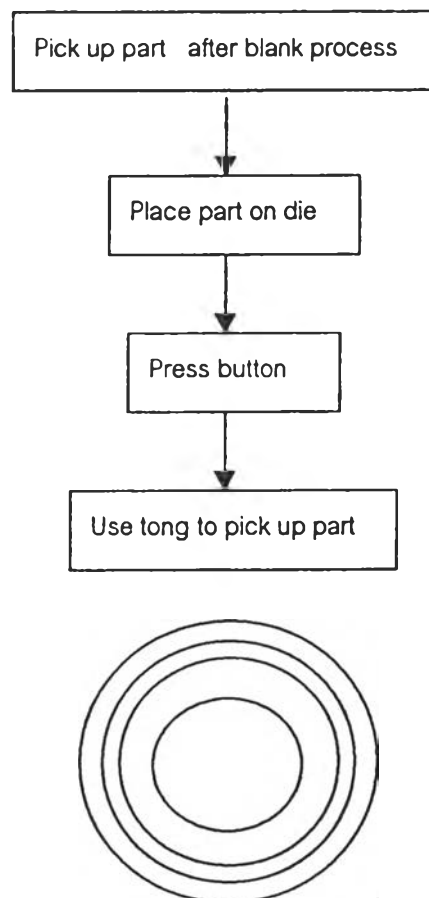 Pick up part after blank process
Place part on die
Press button
Use tong to pick up part